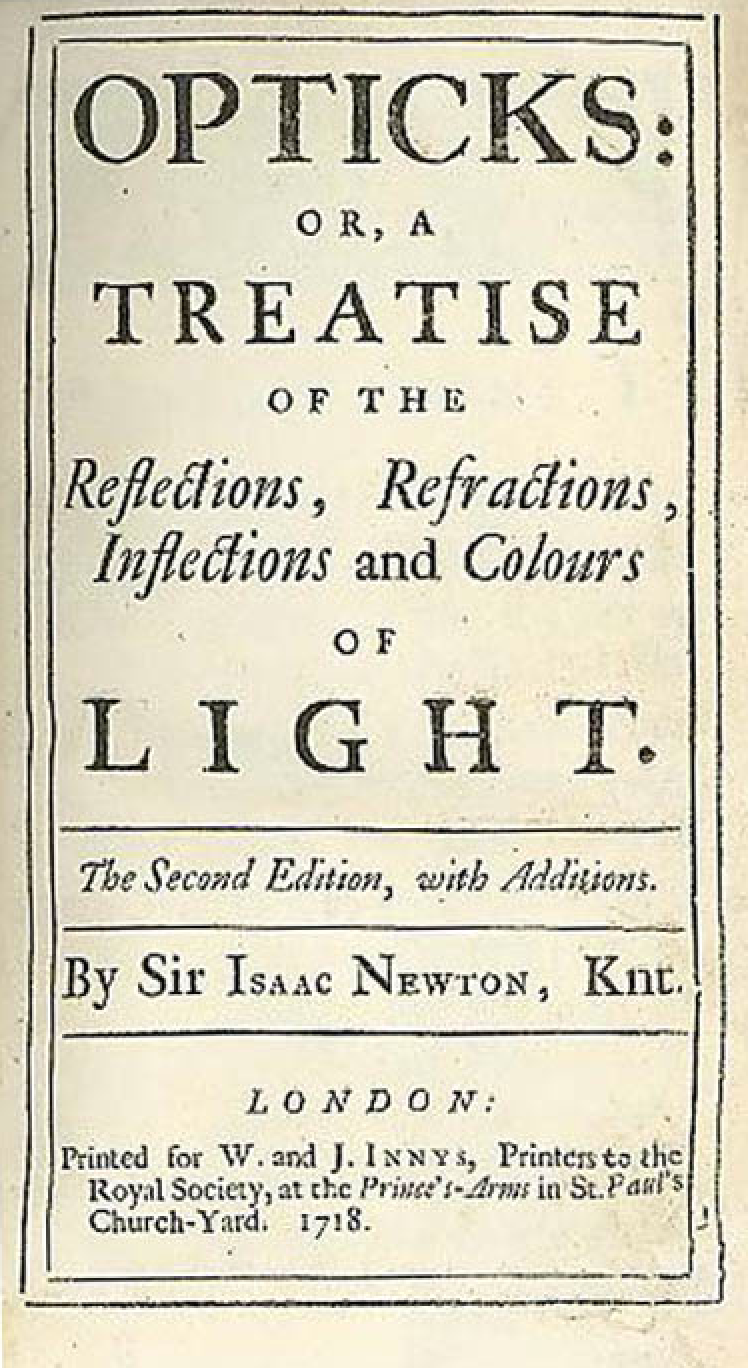 OPTICKS:
OR, A
TREATISE
OF THE
Reflections, Refractions,
Inflections and Colours
OF
LIGHT.
The Second Edition, with Additions.
By Sir ISAAC NEWTON, Knt.
LONDON:
Printed for W. and J. INNYS, Printers to the
Royal Society, at the Prince's-Arms in St. Paul's
Church-Yard. 1718.